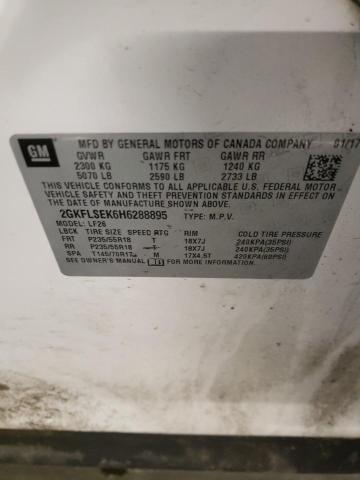 GM
MFD BY GENERAL MOTORS OF CANADA COMPANY 01/17
GVWR GAWR FRT GAWR RR
2300 KG 1175 KG 1240 KG
5070 LB 2590 LB 2733 LB
THIS VEHICLE CONFORMS TO ALL APPLICABLE U.S. FEDERAL MOTOR
VEHICLE SAFETY, BUMPER, AND THEFT PREVENTION STANDARDS IN EFFECT ON
THE DATE OF MANUFACTURE SHOWN ABOVE.
2GKFLSEK6H6288895 TYPE: M.P.V.
MODEL: LF26
LBCK TIRE SIZE SPEED RTG RIM COLD TIRE PRESSURE
FRT P235/55R18 T 18X7J 240KPA(35PSI)
RR P235/55R18 T 18X7J 240KPA(35PSI)
SPA T145/70R17 M 17X4.5T 420KPA(60PSI)
SEE OWNER'S MANUAL FOR MORE INFORMATION